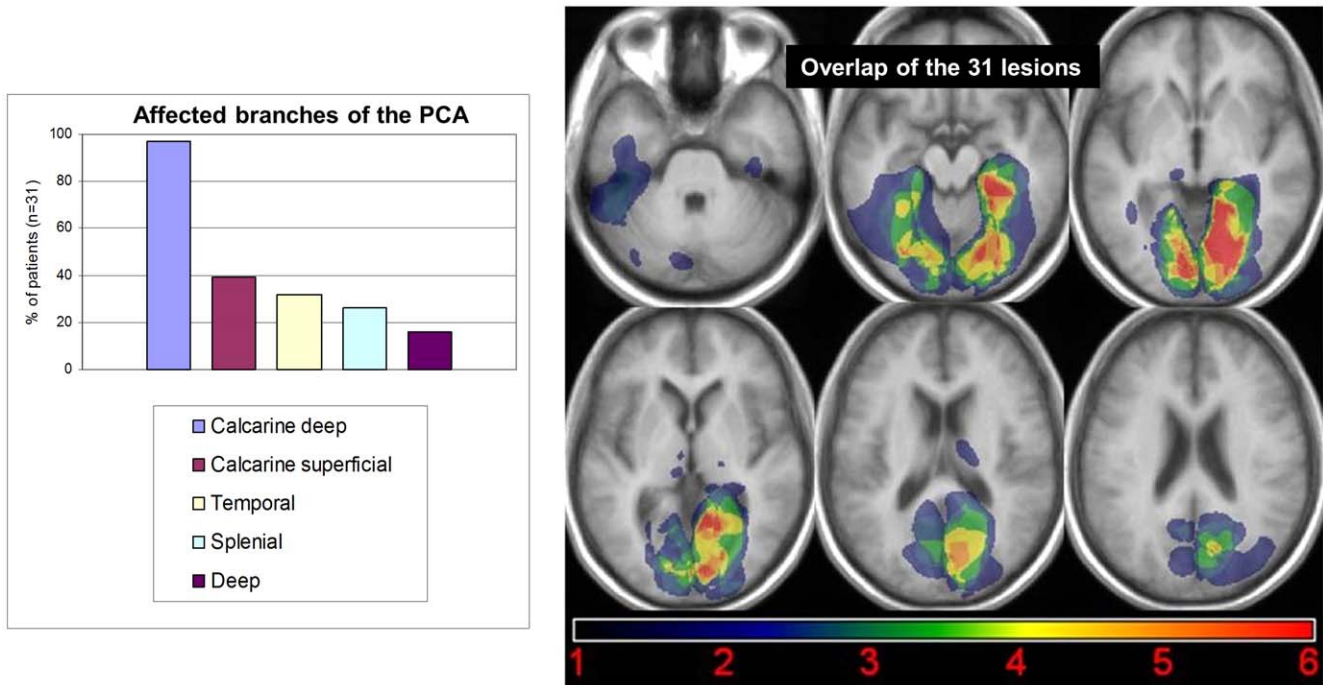 Affected branches of the PCA
% of patients (n=31)
100
80
60
40
20
0
Calcarine deep
Calcarine superficial
Temporal
Splenial
Deep
Overlap of the 31 lesions
1 2 3 4 5 6